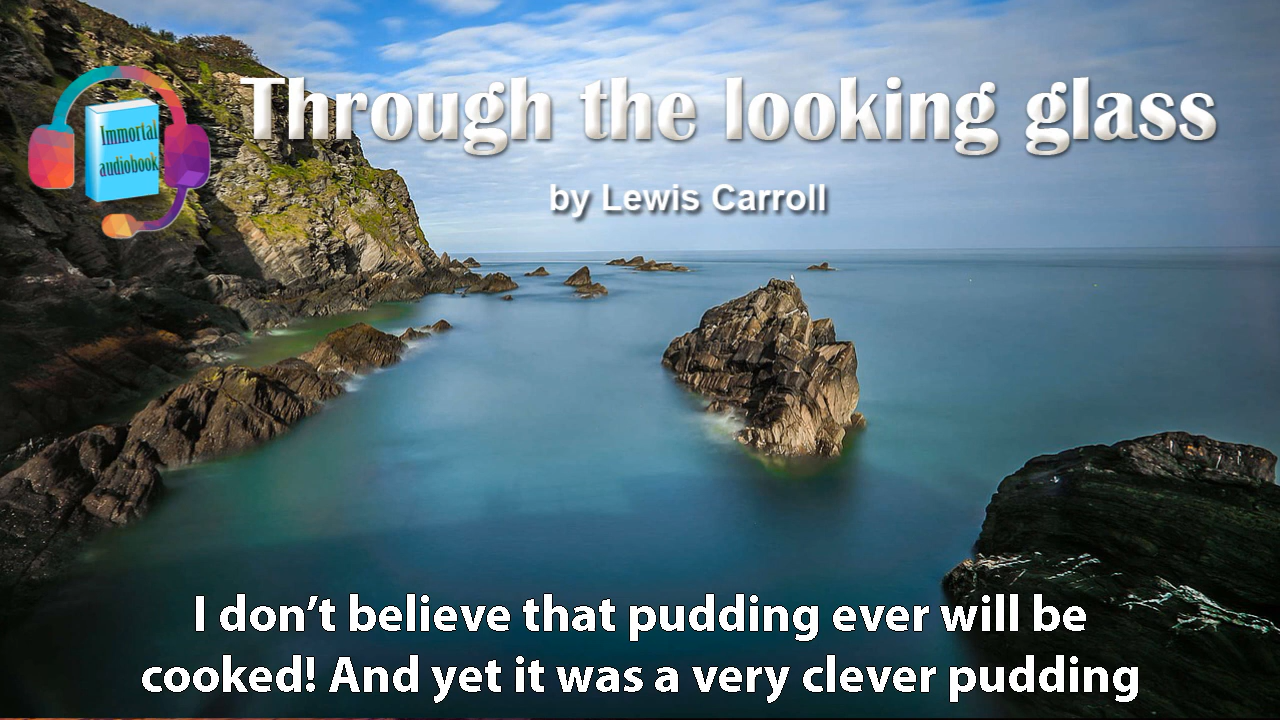 Through the looking glass
Immortal
audiobook
by Lewis Carroll
I don’t believe that pudding ever will be
cooked! And yet it was a very clever pudding